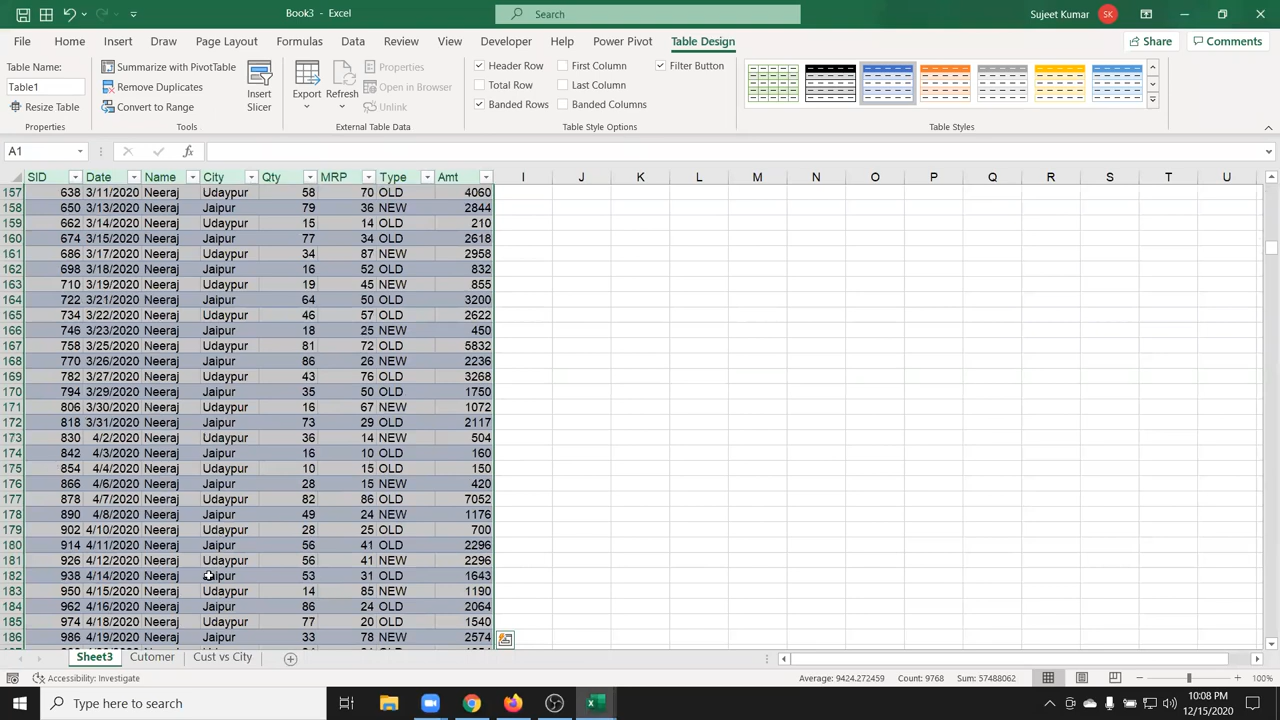 Book3 - Excel
Search
Sujeet Kumar
SK
File Home Insert Draw Page Layout Formulas Data Review View Developer Help Power Pivot Table Design
Share Comments
Table Name:
Table1
Resize Table
Properties
Summarize with PivotTable
Remove Duplicates
Convert to Range
Tools
Insert Slicer
Export
Refresh
Properties
Open in Browser
Unlink
External Table Data
Header Row First Column Filter Button
Total Row Last Column
Banded Rows Banded Columns
Table Style Options
Table Styles
A1
SID Date Name City Qty MRP Type Amt I J K L M N O P Q R S T U
157 638 3/11/2020 Neeraj Udaypur 58 70 OLD 4060
158 650 3/13/2020 Neeraj Jaipur 79 36 NEW 2844
159 662 3/14/2020 Neeraj Udaypur 15 14 OLD 210
160 674 3/15/2020 Neeraj Jaipur 77 34 OLD 2618
161 686 3/17/2020 Neeraj Udaypur 34 87 NEW 2958
162 698 3/18/2020 Neeraj Jaipur 16 52 OLD 832
163 710 3/19/2020 Neeraj Udaypur 19 45 NEW 855
164 722 3/21/2020 Neeraj Jaipur 64 50 OLD 3200
165 734 3/22/2020 Neeraj Udaypur 46 57 OLD 2622
166 746 3/23/2020 Neeraj Jaipur 18 25 NEW 450
167 758 3/25/2020 Neeraj Udaypur 81 72 OLD 5832
168 770 3/26/2020 Neeraj Jaipur 86 26 NEW 2236
169 782 3/27/2020 Neeraj Udaypur 43 76 OLD 3268
170 794 3/29/2020 Neeraj Jaipur 35 50 OLD 1750
171 806 3/30/2020 Neeraj Udaypur 16 67 NEW 1072
172 818 3/31/2020 Neeraj Jaipur 73 29 OLD 2117
173 830 4/2/2020 Neeraj Udaypur 36 14 NEW 504
174 842 4/3/2020 Neeraj Jaipur 16 10 OLD 160
175 854 4/4/2020 Neeraj Udaypur 10 15 OLD 150
176 866 4/6/2020 Neeraj Jaipur 28 15 NEW 420
177 878 4/7/2020 Neeraj Udaypur 82 86 OLD 7052
178 890 4/8/2020 Neeraj Jaipur 49 24 NEW 1176
179 902 4/10/2020 Neeraj Udaypur 28 25 OLD 700
180 914 4/11/2020 Neeraj Jaipur 56 41 OLD 2296
181 926 4/12/2020 Neeraj Udaypur 56 41 NEW 2296
182 938 4/14/2020 Neeraj Jaipur 53 31 OLD 1643
183 950 4/15/2020 Neeraj Udaypur 14 85 NEW 1190
184 962 4/16/2020 Neeraj Jaipur 86 24 OLD 2064
185 974 4/18/2020 Neeraj Udaypur 77 20 OLD 1540
186 986 4/19/2020 Neeraj Jaipur 33 78 NEW 2574
Sheet3 Cutomer Cust vs City
Accessibility: Investigate
Average: 9424.272459 Count: 9768 Sum: 57488062
100%
Type here to search
10:08 PM
12/15/2020